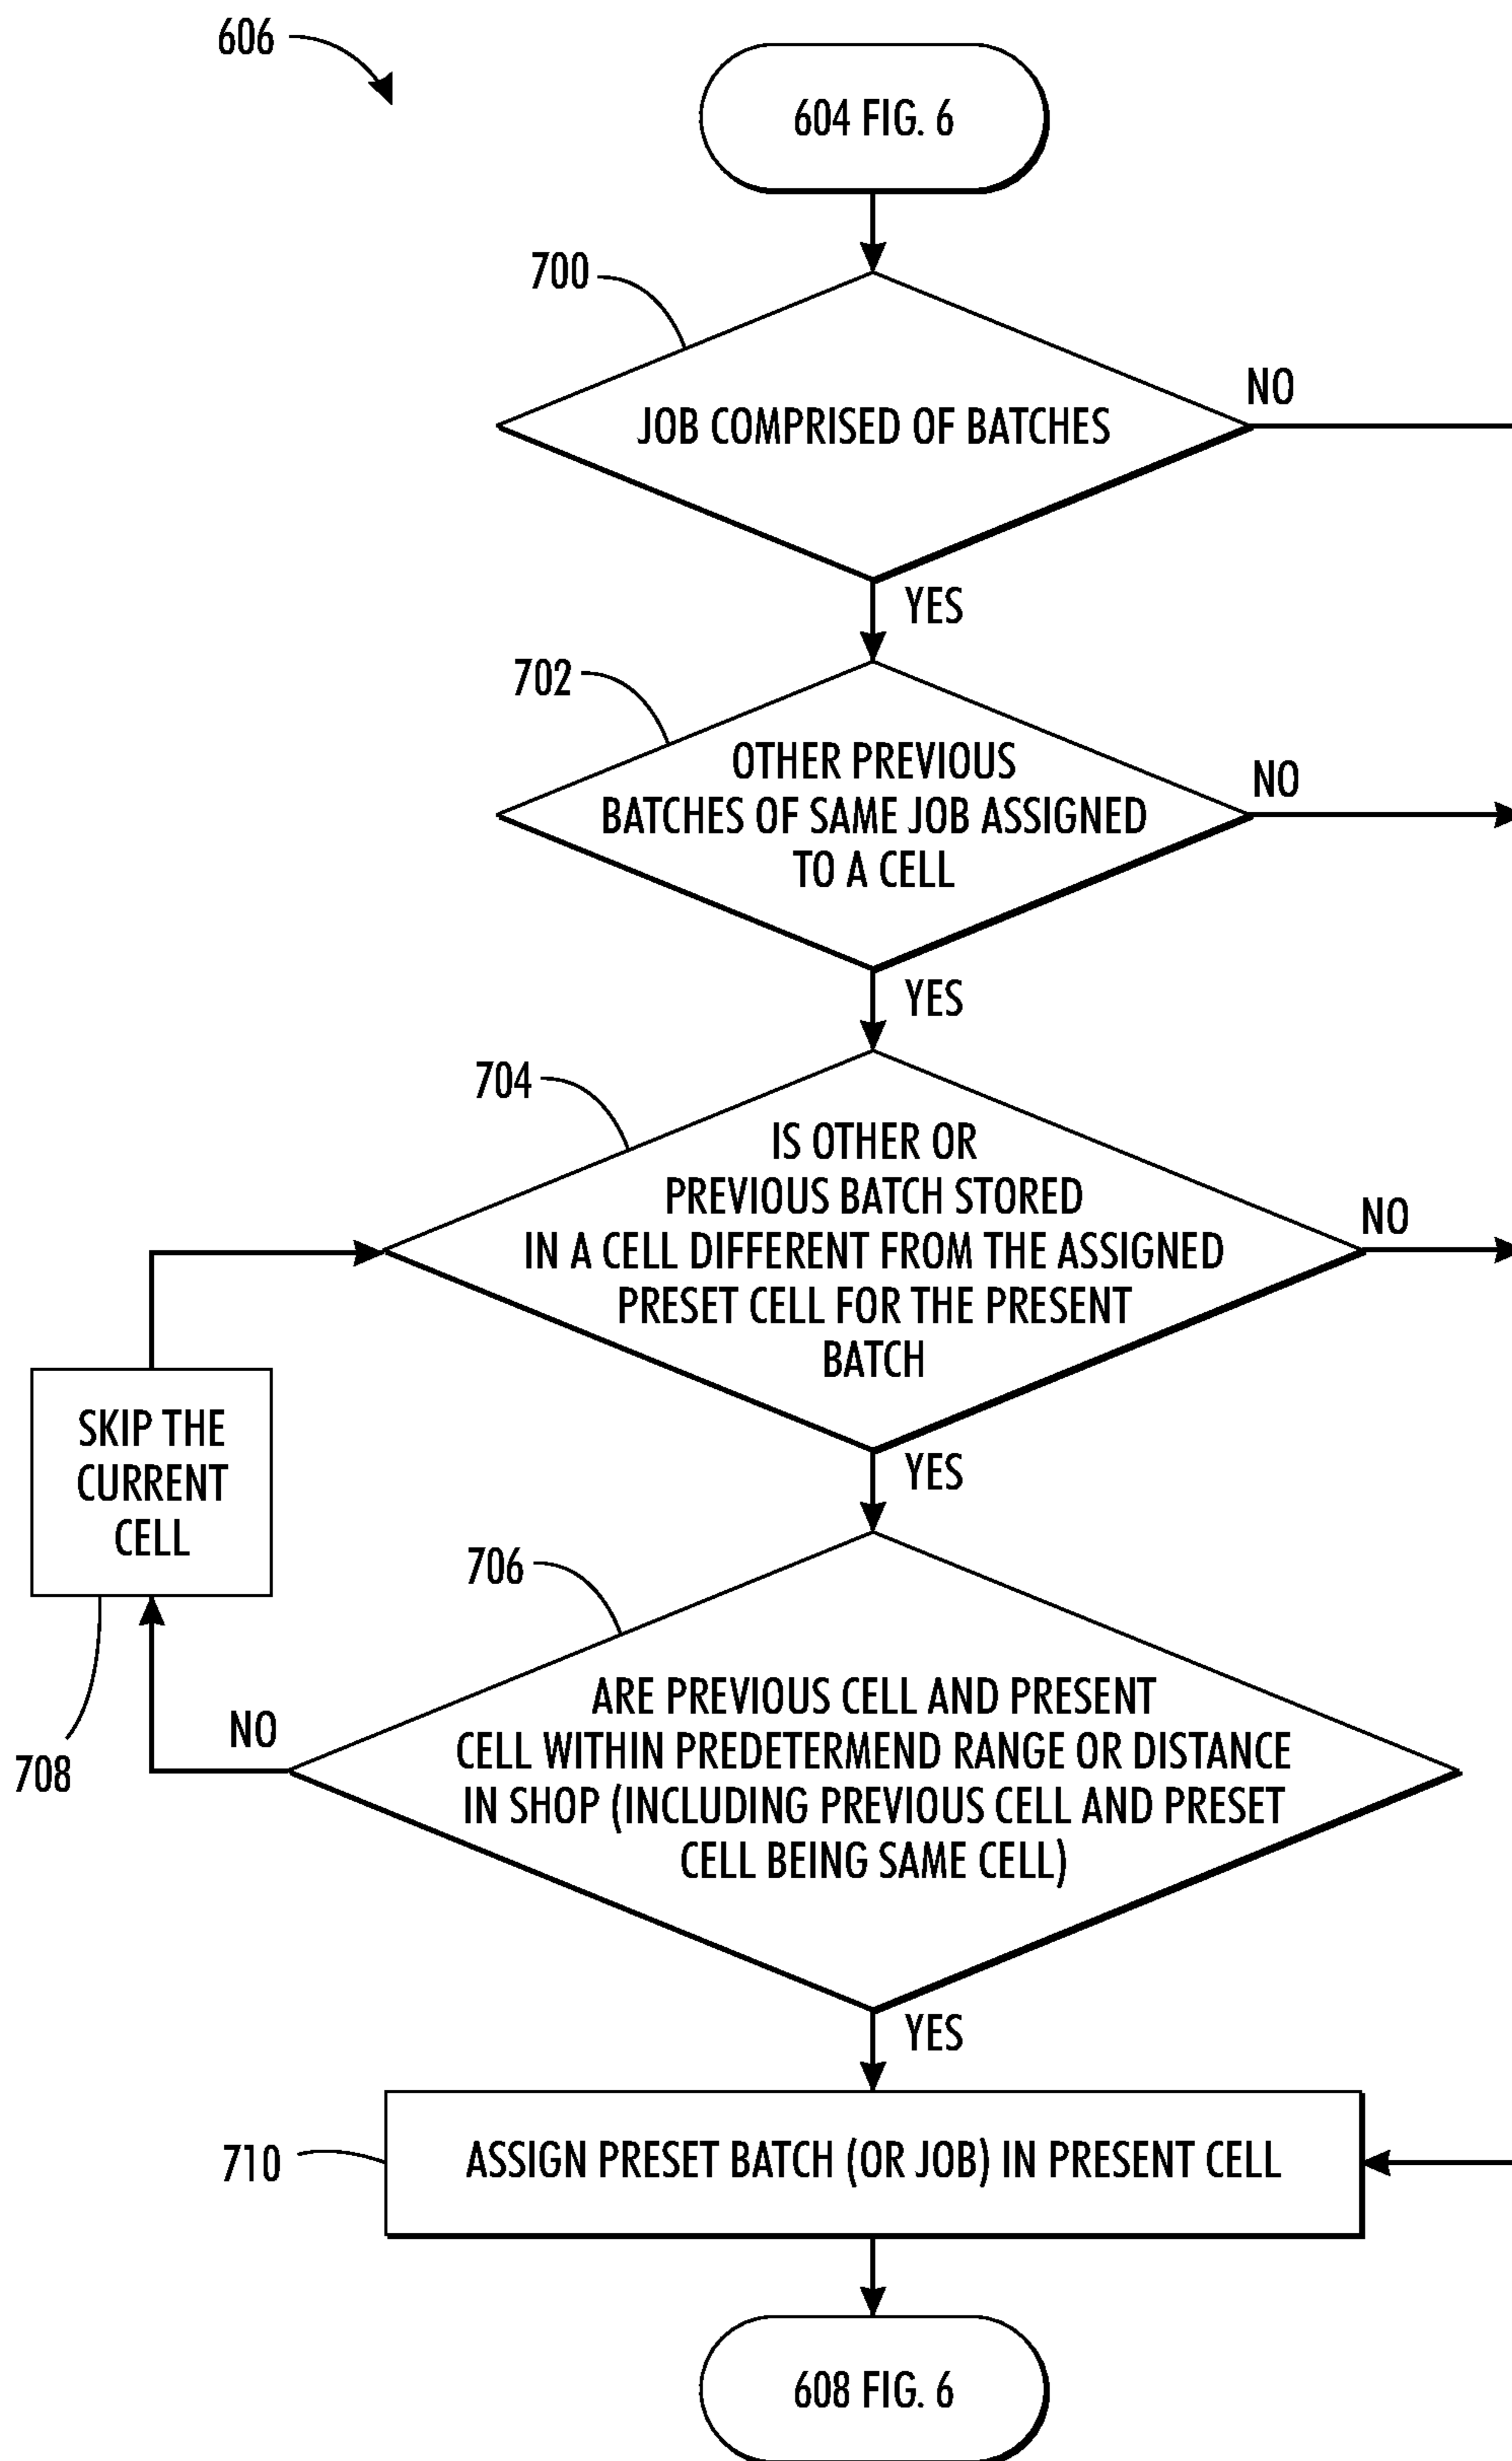 606
604 FIG. 6
700
JOB COMPRISED OF BATCHES
NO
YES
702
OTHER PREVIOUS
BATCHES OF SAME JOB ASSIGNED
TO A CELL
NO
YES
704
IS OTHER OR
PREVIOUS BATCH STORED
IN A CELL DIFFERENT FROM THE ASSIGNED
PRESET CELL FOR THE PRESENT
BATCH
NO
YES
SKIP THE
CURRENT
CELL
708
706
ARE PREVIOUS CELL AND PRESENT
CELL WITHIN PREDETERMEND RANGE OR DISTANCE
IN SHOP (INCLUDING PREVIOUS CELL AND PRESET
CELL BEING SAME CELL)
NO
YES
710
ASSIGN PRESET BATCH (OR JOB) IN PRESENT CELL
608 FIG. 6